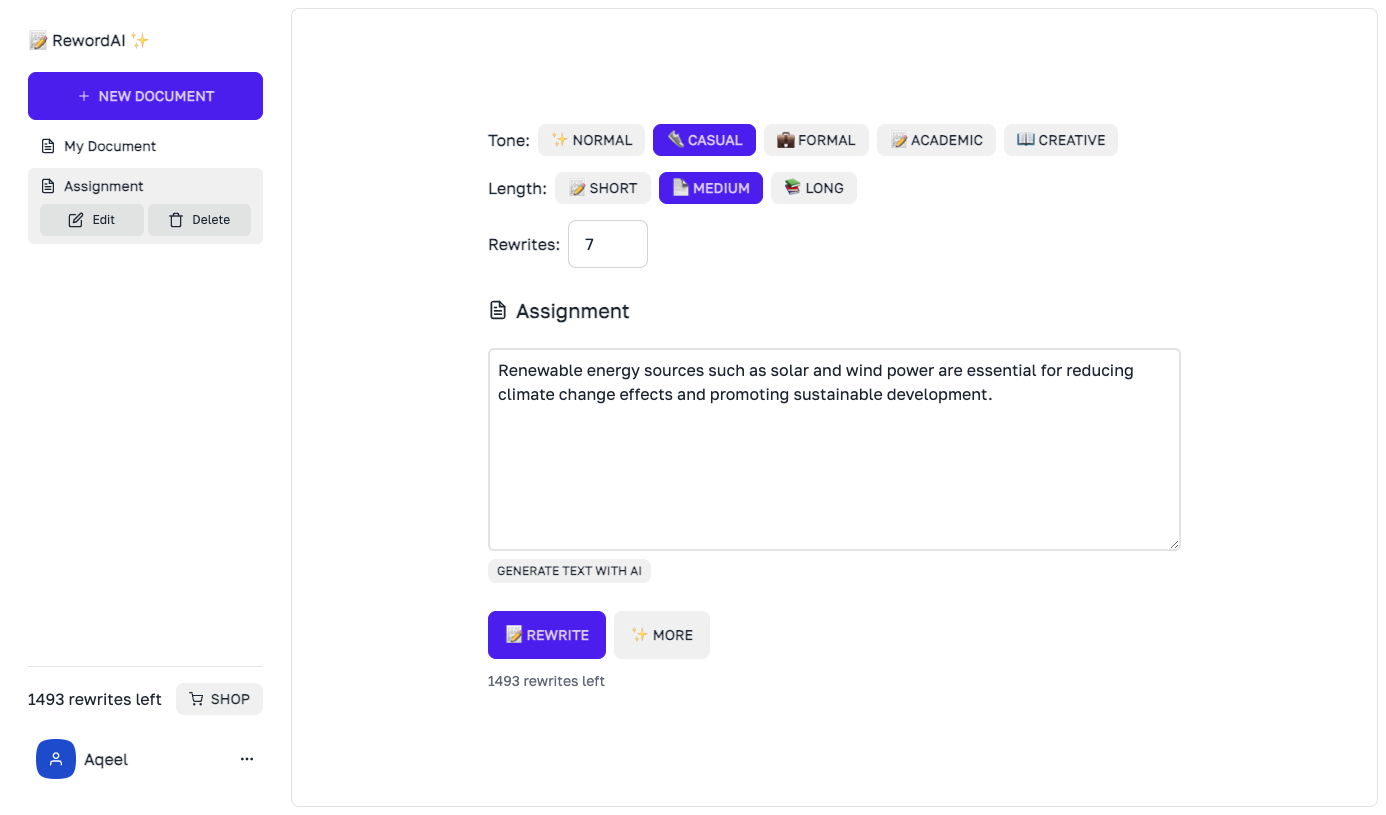 📝 RewordAI ✨
+ NEW DOCUMENT
My Document
Assignment
Edit Delete
1493 rewrites left SHOP
Aqeel ...
Tone: ✨ NORMAL ✒️ CASUAL 💼 FORMAL 📝 ACADEMIC 📖 CREATIVE
Length: 📝 SHORT 📄 MEDIUM 📚 LONG
Rewrites: 7
Assignment
Renewable energy sources such as solar and wind power are essential for reducing
climate change effects and promoting sustainable development.
GENERATE TEXT WITH AI
📝 REWRITE ✨ MORE
1493 rewrites left